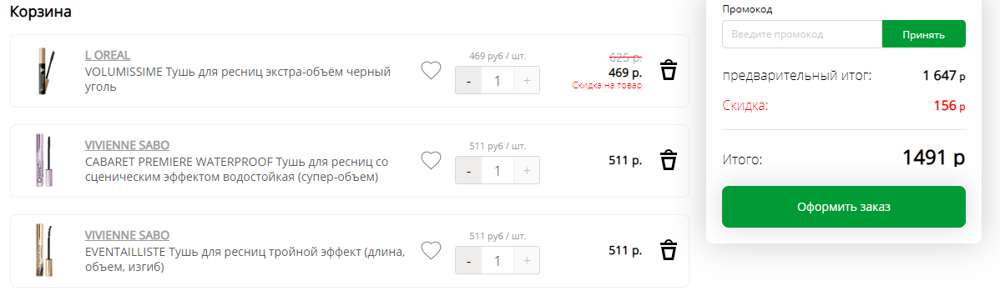 Корзина
L OREAL
VOLUMISSIME Тушь для ресниц экстра-объём черный
уголь
469 руб / шт.
- 1 +
625 р.
469 р.
Скидка на товар
VIVIENNE SABO
CABARET PREMIERE WATERPROOF Тушь для ресниц со
сценическим эффектом водостойкая (супер-объем)
511 руб / шт.
- 1 +
511 р.
VIVIENNE SABO
EVENTAILLISTE Тушь для ресниц тройной эффект (длина,
объем, изгиб)
511 руб / шт.
- 1 +
511 р.
Промокод
Введите промокод
Принять
предварительный итог: 1 647 р
Скидка: 156 р
Итого: 1491 р
Оформить заказ